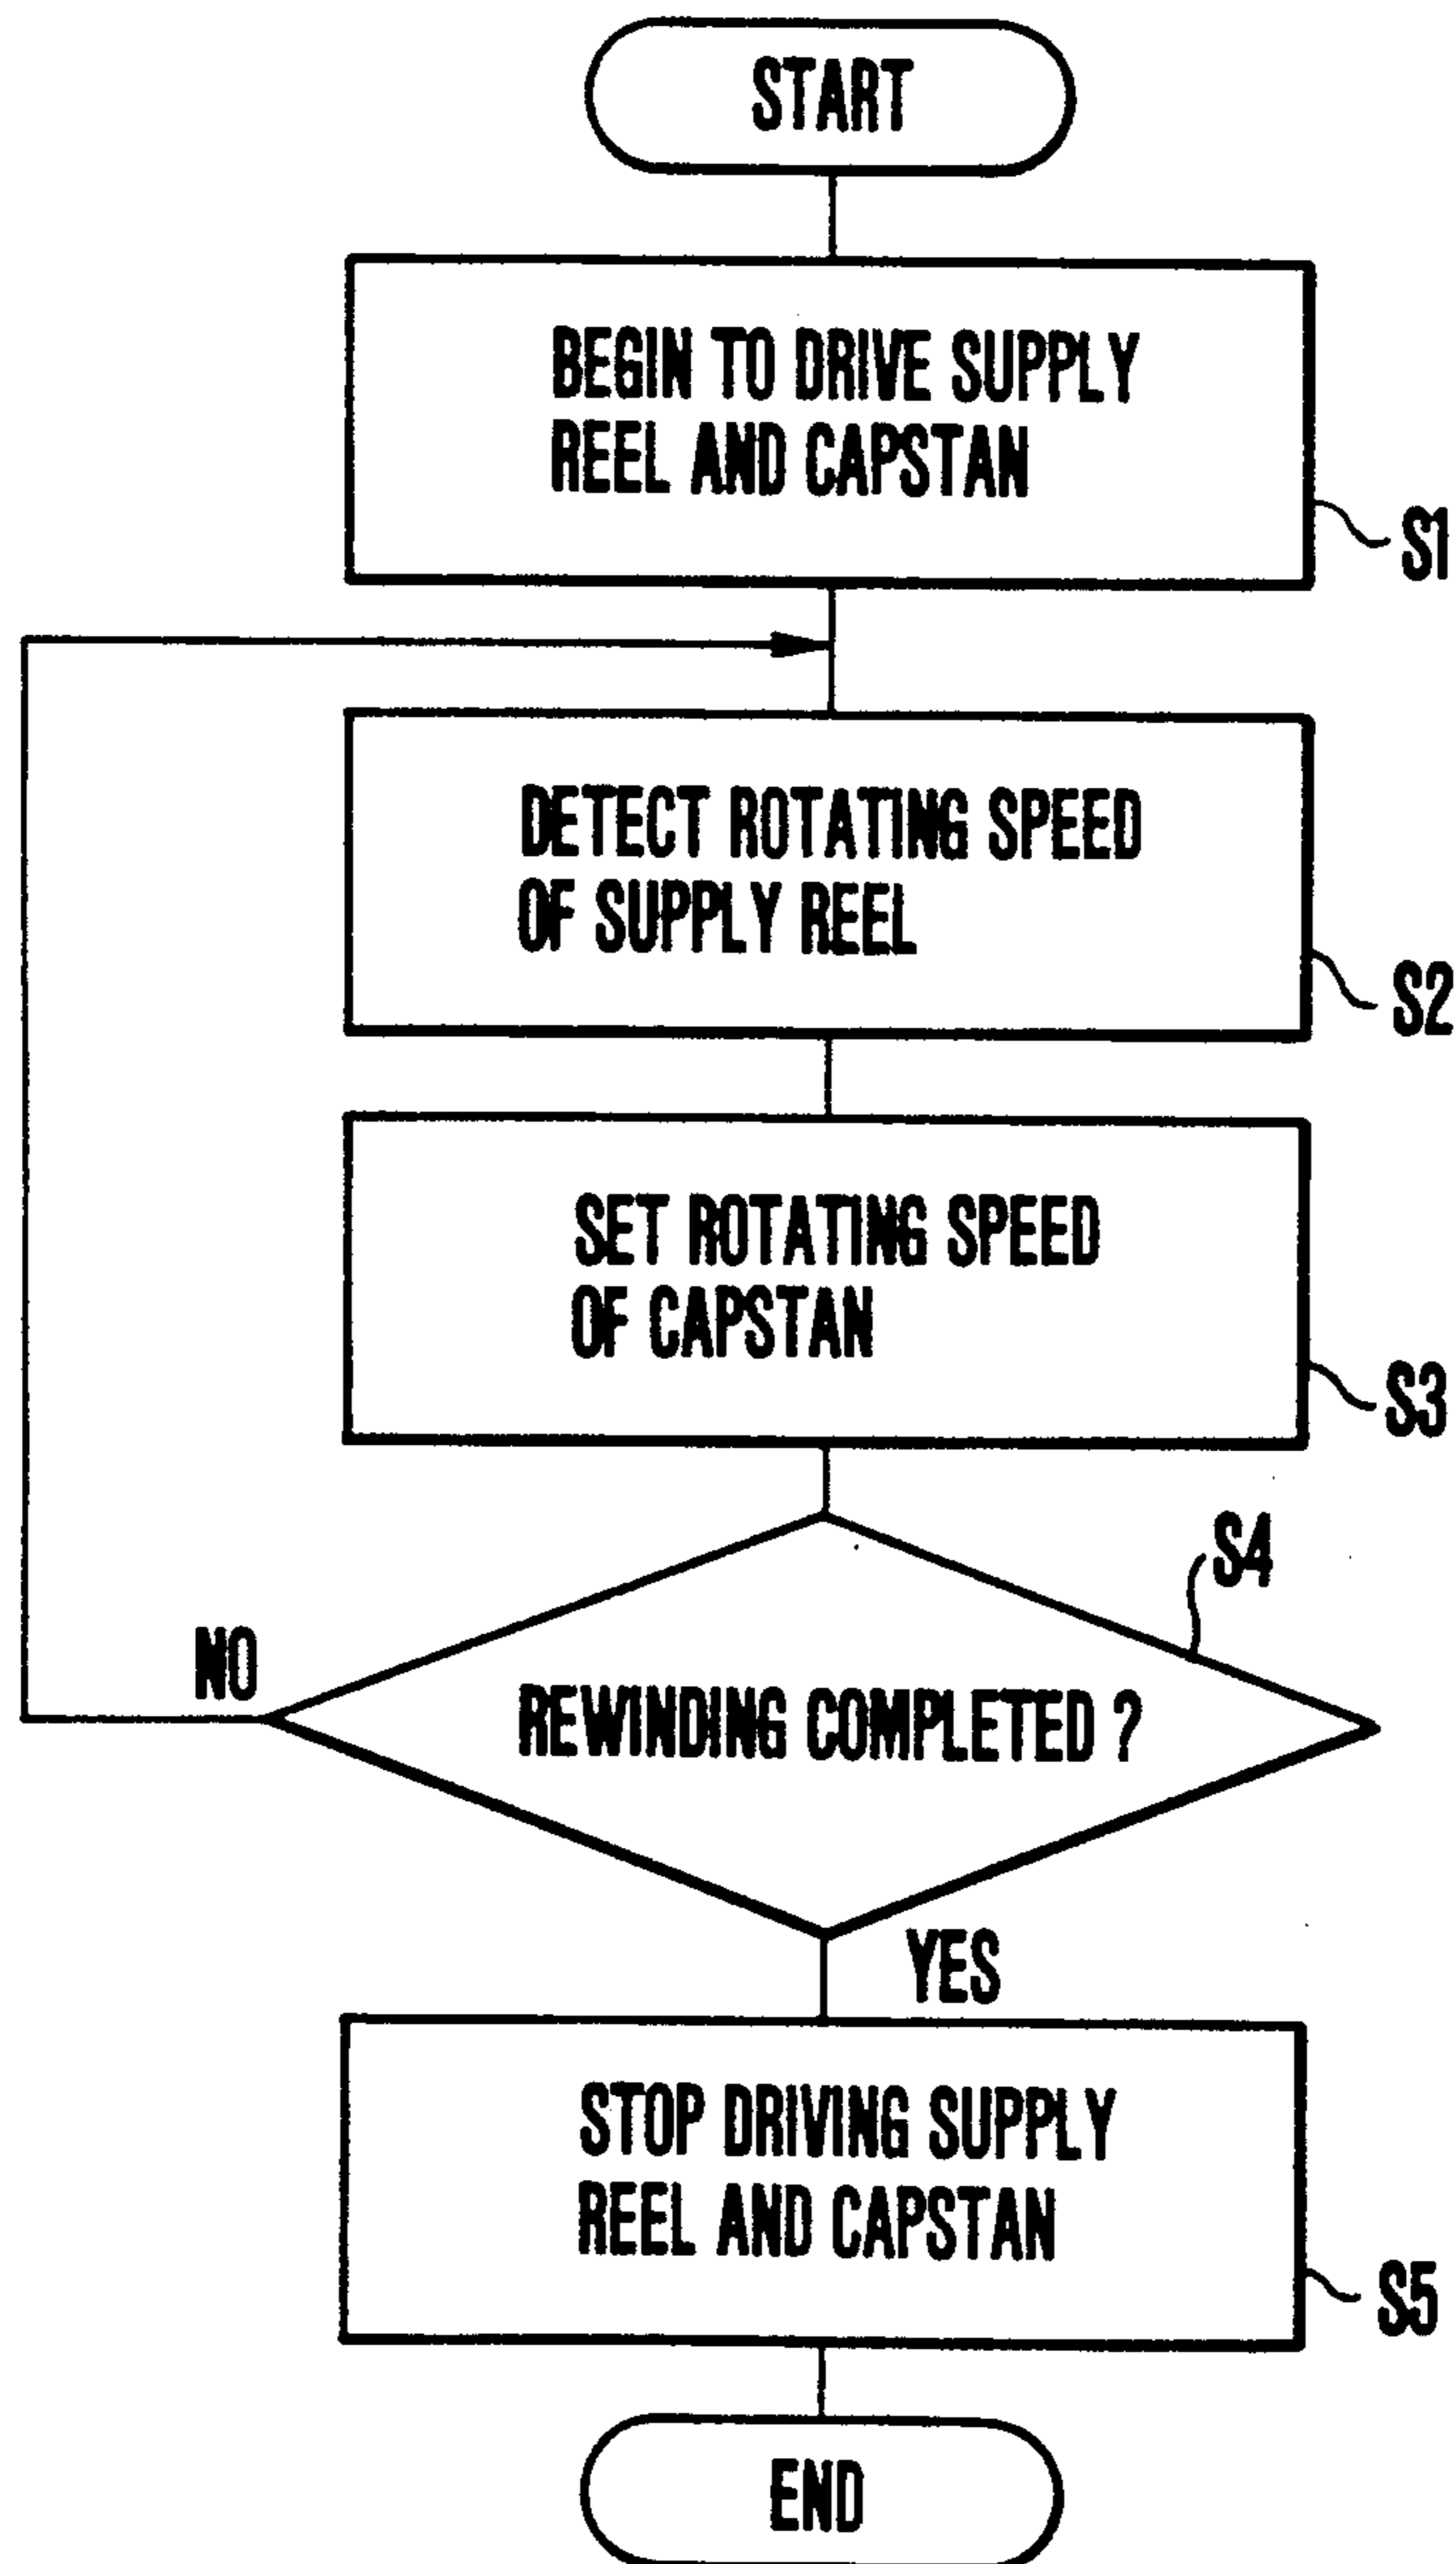 START
BEGIN TO DRIVE SUPPLY
REEL AND CAPSTAN
S1
DETECT ROTATING SPEED
OF SUPPLY REEL
S2
SET ROTATING SPEED
OF CAPSTAN
S3
S4
NO
REWINDING COMPLETED ?
YES
STOP DRIVING SUPPLY
REEL AND CAPSTAN
S5
END